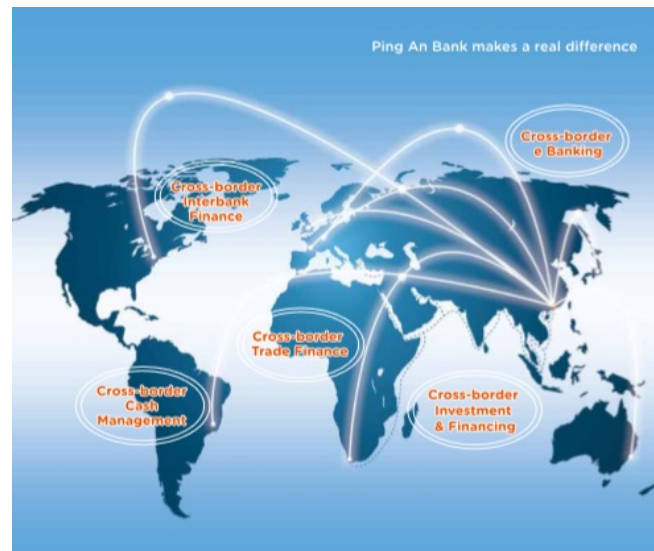 Ping An Bank makes a real difference
Cross-border
e Banking
Cross-border
Interbank
Finance
Cross-border
Trade Finance
Cross-border
Cash
Management
Cross-border
Investment
& Financing